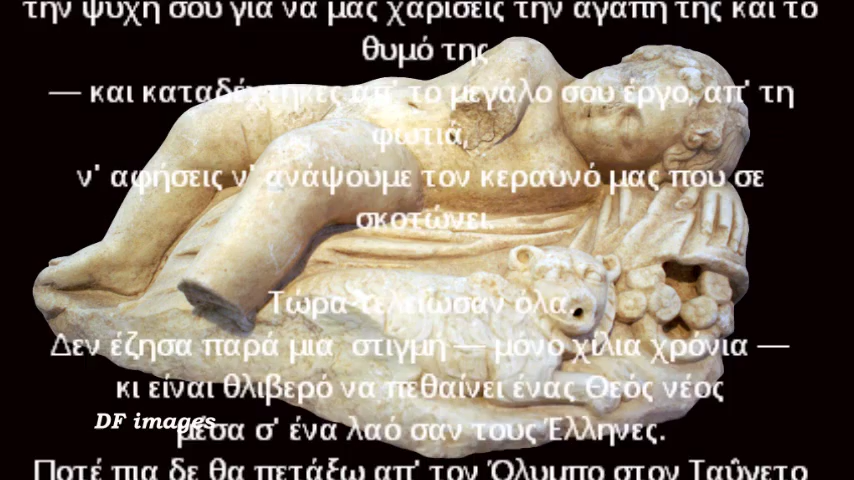 την ψυχή σου για να μας χαρίσεις την αγάπη της και το
θυμό της
— και καταδέχτηκες απ' το μεγάλο σου έργο, απ' τη
φωτιά,
ν' αφήσεις ν' ανάψουμε τον κεραυνό μας που σε
σκοτώνει.
Τώρα τελείωσαν όλα.
Δεν έζησα παρά μια στιγμή — μόνο χίλια χρόνια —
κι είναι θλιβερό να πεθαίνει ένας Θεός νέος
DF images
μέσα σ' ένα λαό σαν τους Έλληνες.
Ποτέ πια δε θα πετάξω απ' τον Όλυμπο στον Ταΰγετο